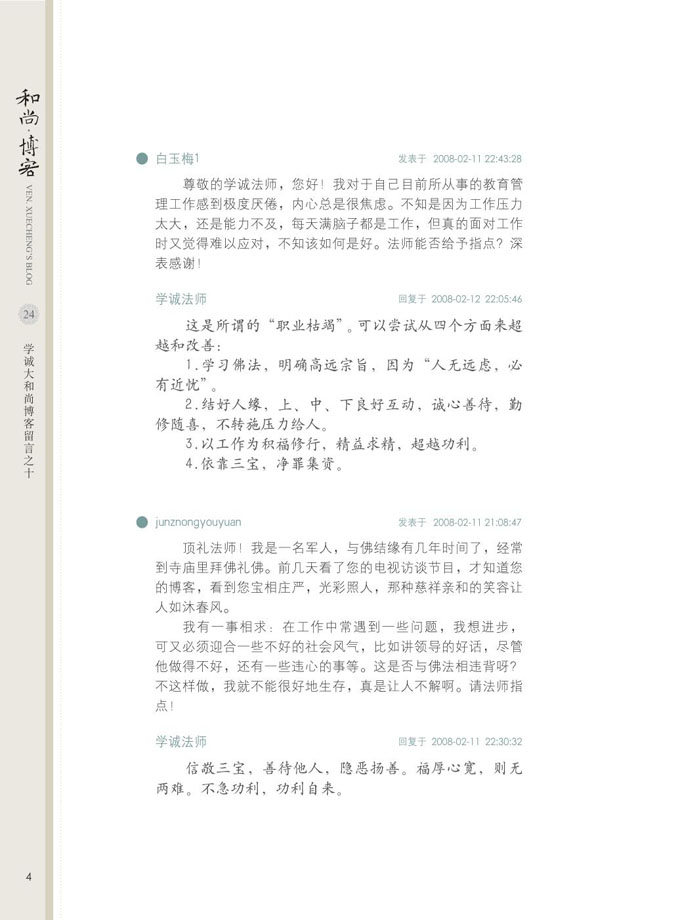 和尚·博客
VEN. XUECHENG'S BLOG
24
学诚大和尚博客留言之十
白玉梅1
发表于 2008-02-11 22:43:28
尊敬的学诚法师，您好！我对于自己目前所从事的教育管
理工作感到极度厌倦，内心总是很焦虑。不知是因为工作压力
太大，还是能力不及，每天满脑子都是工作，但真的面对工作
时又觉得难以应对，不知该如何是好。法师能否给予指点？深
表感谢！
学诚法师
回复于 2008-02-12 22:05:46
这是所谓的“职业枯竭”。可以尝试从四个方面来超
越和改善：
1.学习佛法，明确高远宗旨，因为“人无远虑，必
有近忧”。
2.结好人缘，上、中、下良好互动，诚心善待，勤
修随喜，不转施压力给人。
3.以工作为积福修行，精益求精，超越功利。
4.依靠三宝，净罪集资。
junznongyouyuan
发表于 2008-02-11 21:08:47
顶礼法师！我是一名军人，与佛结缘有几年时间了，经常
到寺庙里拜佛礼佛。前几天看了您的电视访谈节目，才知道您
的博客，看到您宝相庄严，光彩照人，那种慈祥亲和的笑容让
人如沐春风。
我有一事相求：在工作中常遇到一些问题，我想进步，
可又必须迎合一些不好的社会风气，比如讲领导的好话，尽管
他做得不好，还有一些违心的事等。这是否与佛法相违背呀？
不这样做，我就不能很好地生存，真是让人不解啊。请法师指
点！
学诚法师
回复于 2008-02-11 22:30:32
信敬三宝，善待他人，隐恶扬善。福厚心宽，则无
两难。不急功利，功利自来。
4